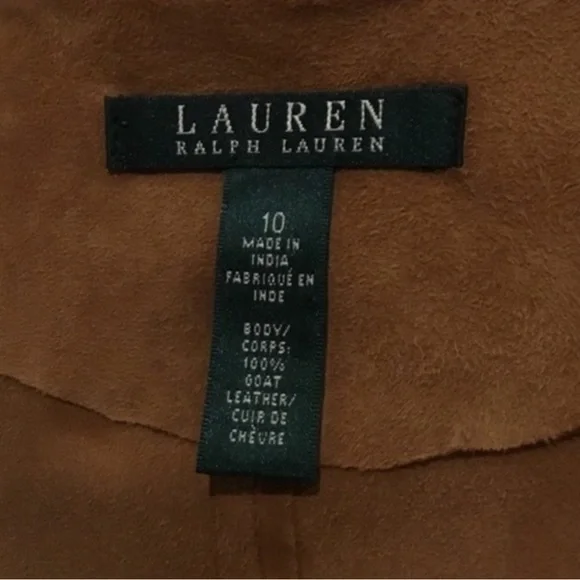 LAUREN
RALPH LAUREN
10
MADE IN
INDIA
FABRIQUÉ EN
INDE
BODY/
CORPS:
100%
GOAT
LEATHER/
CUIR DE
CHÈVRE